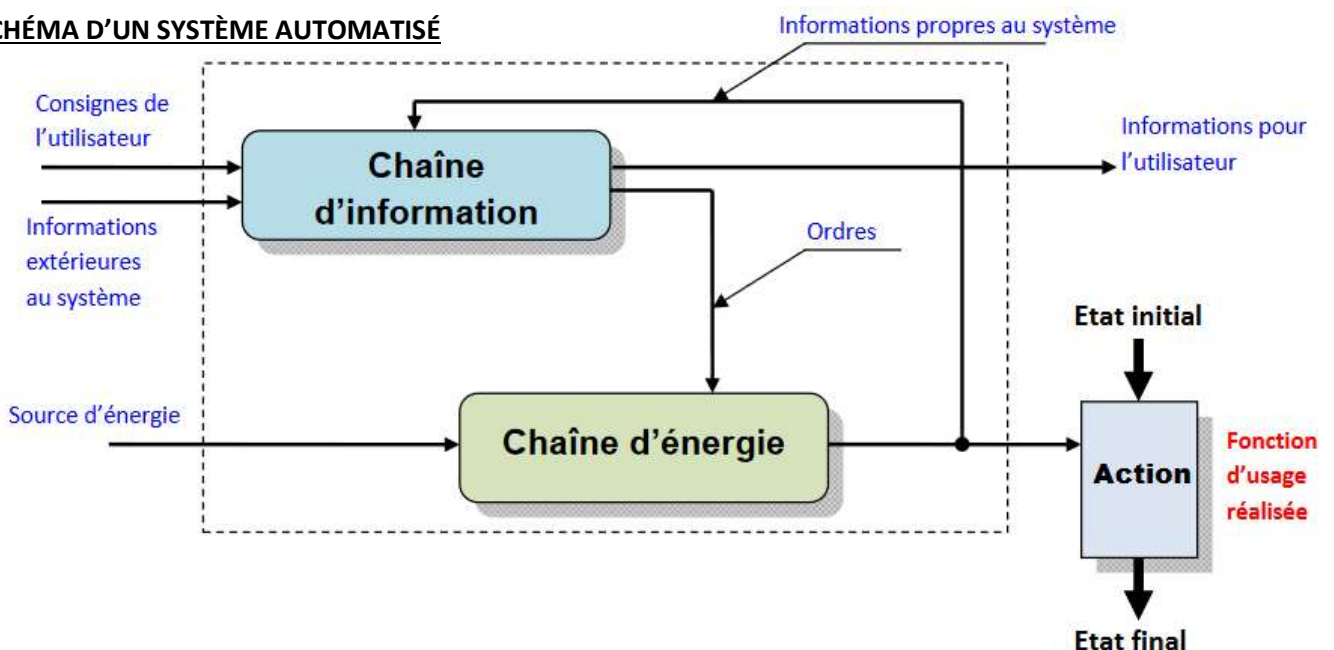 CHÉMA D'UN SYSTÈME AUTOMATISÉ
Informations propres au système
Consignes de
l'utilisateur
Informations pour
l'utilisateur
Chaîne
d'information
Informations
extérieures
au système
Ordres
Etat initial
Source d'énergie
Chaîne d'énergie
Action
Fonction
d'usage
réalisée
Etat final